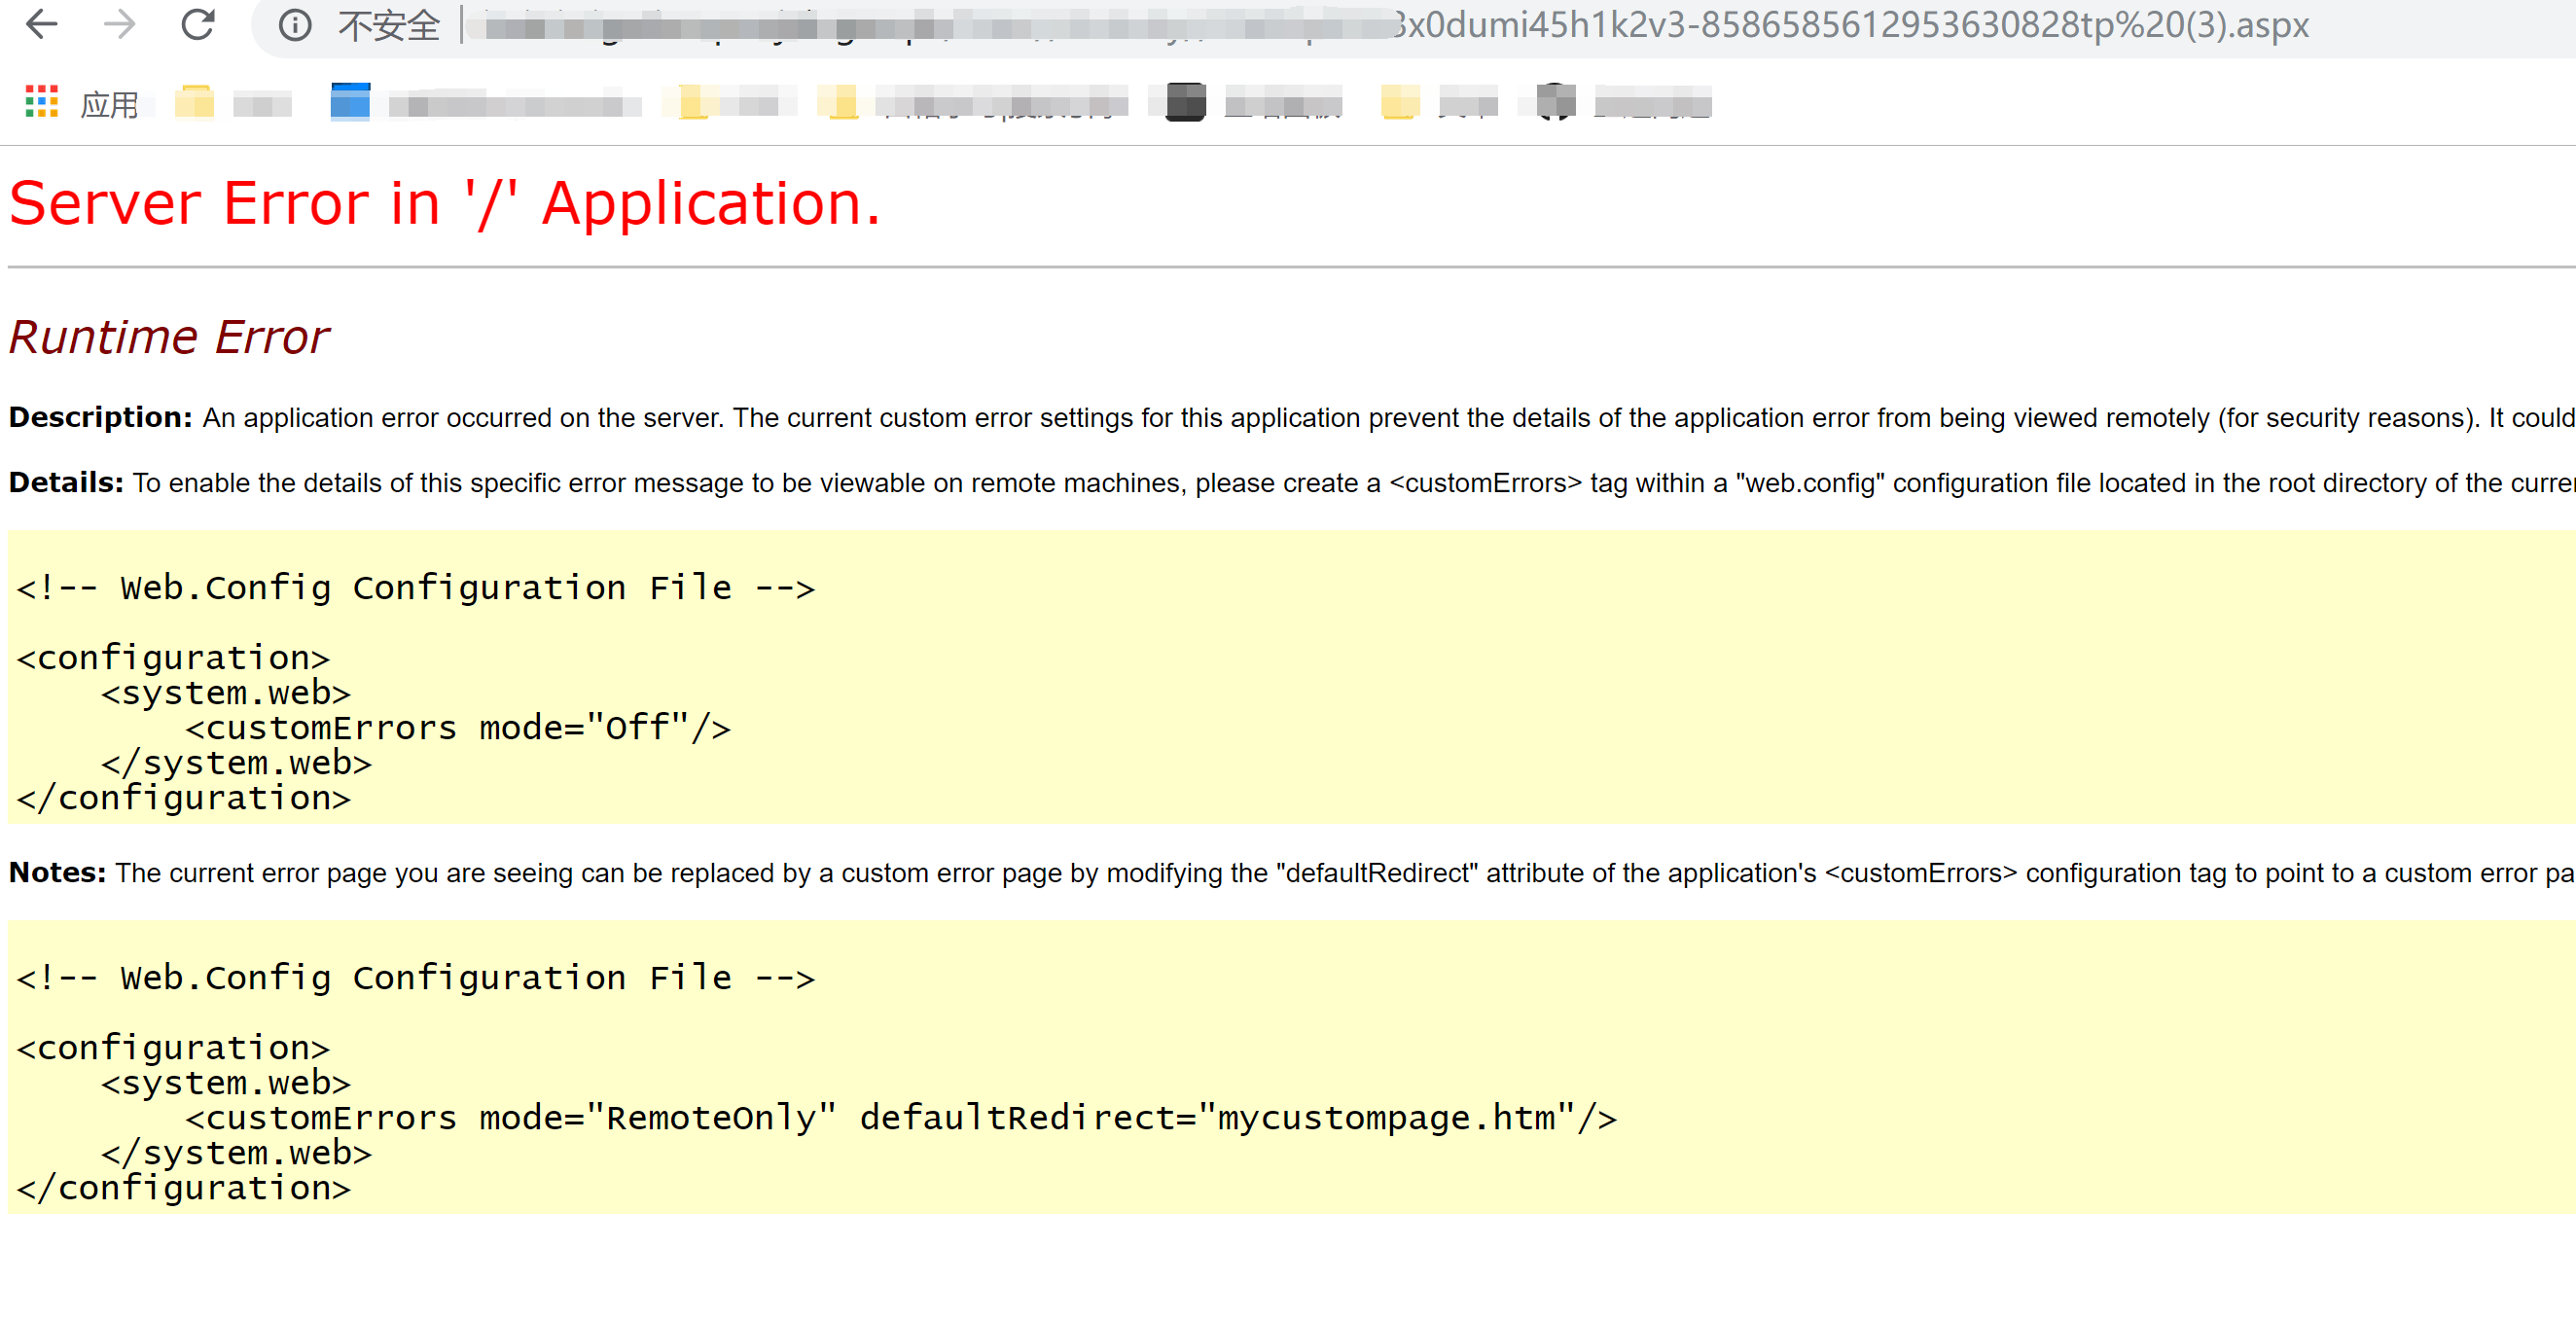 不安全
3x0dumi45h1k2v3-8586585612953630828tp%20(3).aspx
应用
Server Error in '/' Application.
Runtime Error
Description: An application error occurred on the server. The current custom error settings for this application prevent the details of the application error from being viewed remotely (for security reasons). It could
Details: To enable the details of this specific error message to be viewable on remote machines, please create a <customErrors> tag within a "web.config" configuration file located in the root directory of the curre
<!-- Web.Config Configuration File -->
<configuration>
    <system.web>
        <customErrors mode="Off"/>
    </system.web>
</configuration>
Notes: The current error page you are seeing can be replaced by a custom error page by modifying the "defaultRedirect" attribute of the application's <customErrors> configuration tag to point to a custom error pa
<!-- Web.Config Configuration File -->
<configuration>
    <system.web>
        <customErrors mode="RemoteOnly" defaultRedirect="mycustompage.htm"/>
    </system.web>
</configuration>